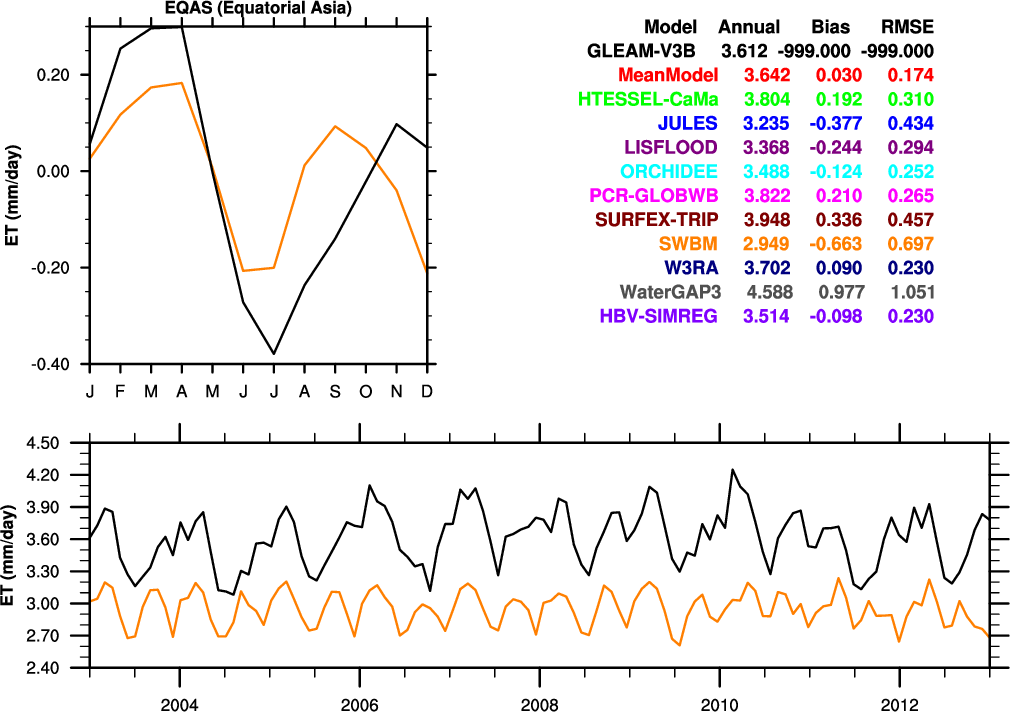 EQAS (Equatorial Asia)
0.20
0.00
-0.20
-0.40
ET (mm/day)
J F M A M J J A S O N D
Model Annual Bias RMSE
GLEAM-V3B 3.612 -999.000 -999.000
MeanModel 3.642 0.030 0.174
HTESSEL-CaMa 3.804 0.192 0.310
JULES 3.235 -0.377 0.434
LISFLOOD 3.368 -0.244 0.294
ORCHIDEE 3.488 -0.124 0.252
PCR-GLOBWB 3.822 0.210 0.265
SURFEX-TRIP 3.948 0.336 0.457
SWBM 2.949 -0.663 0.697
W3RA 3.702 0.090 0.230
WaterGAP3 4.588 0.977 1.051
HBV-SIMREG 3.514 -0.098 0.230
4.50
4.20
3.90
3.60
3.30
3.00
2.70
2.40
ET (mm/day)
2004 2006 2008 2010 2012